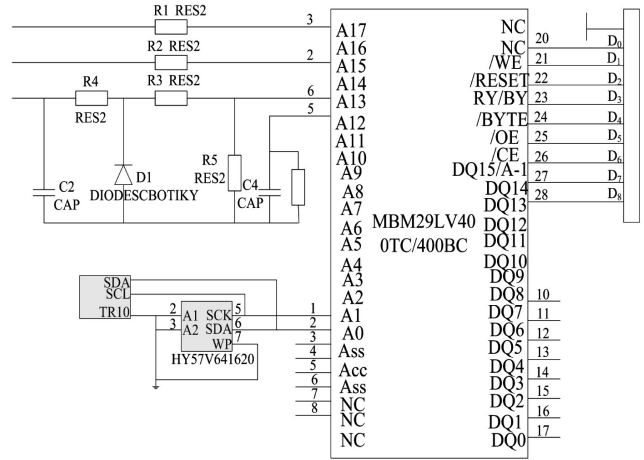 R1 RES2
R2 RES2
R3 RES2
R4
RES2
D1
DIODESCBOTIKY
C2
CAP
R5
RES2
C4
CAP
3
2
6
5
A17
A16
A15
A14
A13
A12
A11
A10
A9
A8
A7
A6
A5
A4
A3
A2
A1
A0
Ass
Acc
Ass
NC
NC
NC
MBM29LV40
0TC/400BC
NC
NC
/WE
/RESET
RY/BY
/BYTE
/OE
/CE
DQ15/A-1
DQ14
DQ13
DQ12
DQ11
DQ10
DQ9
DQ8
DQ7
DQ6
DQ5
DQ4
DQ3
DQ2
DQ1
DQ0
20 D0
21 D1
22 D2
23 D3
24 D4
25 D5
26 D6
27 D7
28 D8
10
11
12
13
14
15
16
17
SDA
SCL
TR10
2 A1 SCK 5
3 A2 SDA 6
WP 7
HY57V641620
1
2
3
4
5
6
7
8